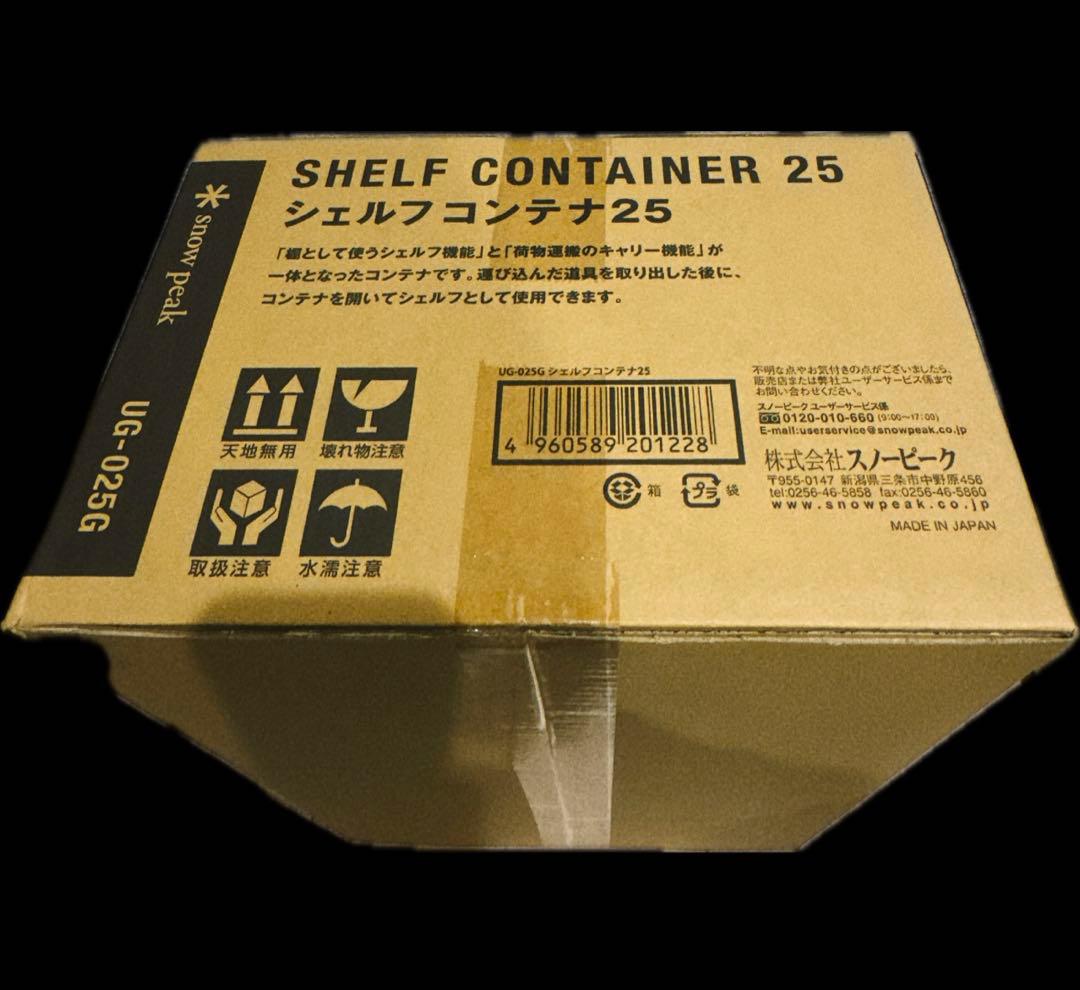 SHELF CONTAINER 25
シェルフコンテナ25
「棚として使うシェルフ機能」と「荷物運搬のキャリー機能」が
一体となったコンテナです。運び込んだ道具を取り出した後に、
コンテナを開いてシェルフとして使用できます。
snow peak
UG-025G
天地無用
壊れ物注意
取扱注意
水濡注意
UG-025G シェルフコンテナ25
4 960589 201228
箱
プラ
袋
不明な点やお気付きの点がございましたら、
販売店または弊社ユーザーサービス係まで
お問い合わせください。
スノーピーク ユーザーサービス係
0120-010-660 (9:00〜17:00)
E-mail:userservice@snowpeak.co.jp
株式会社スノーピーク
〒955-0147 新潟県三条市中野原456
tel:0256-46-5858 fax:0256-46-5860
www.snowpeak.co.jp
MADE IN JAPAN